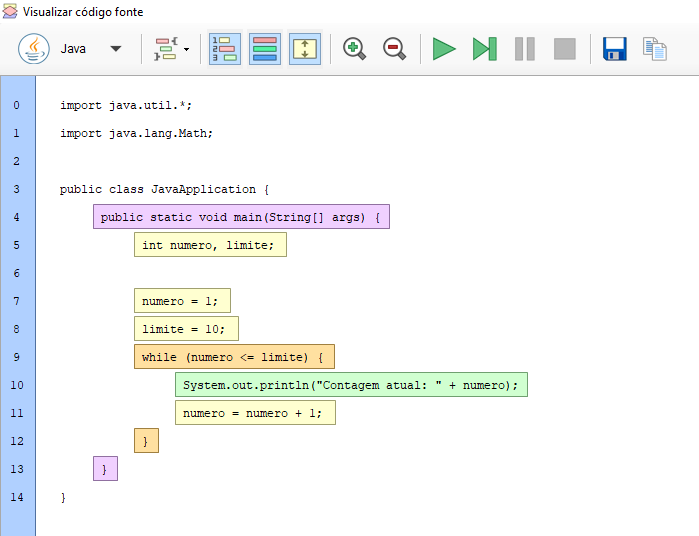 Visualizar código fonte
Java
0 import java.util.*;
1 import java.lang.Math;
2
3 public class JavaApplication {
4 public static void main(String[] args) {
5 int numero, limite;
6
7 numero = 1;
8 limite = 10;
9 while (numero <= limite) {
10 System.out.println("Contagem atual: " + numero);
11 numero = numero + 1;
12 }
13 }
14 }